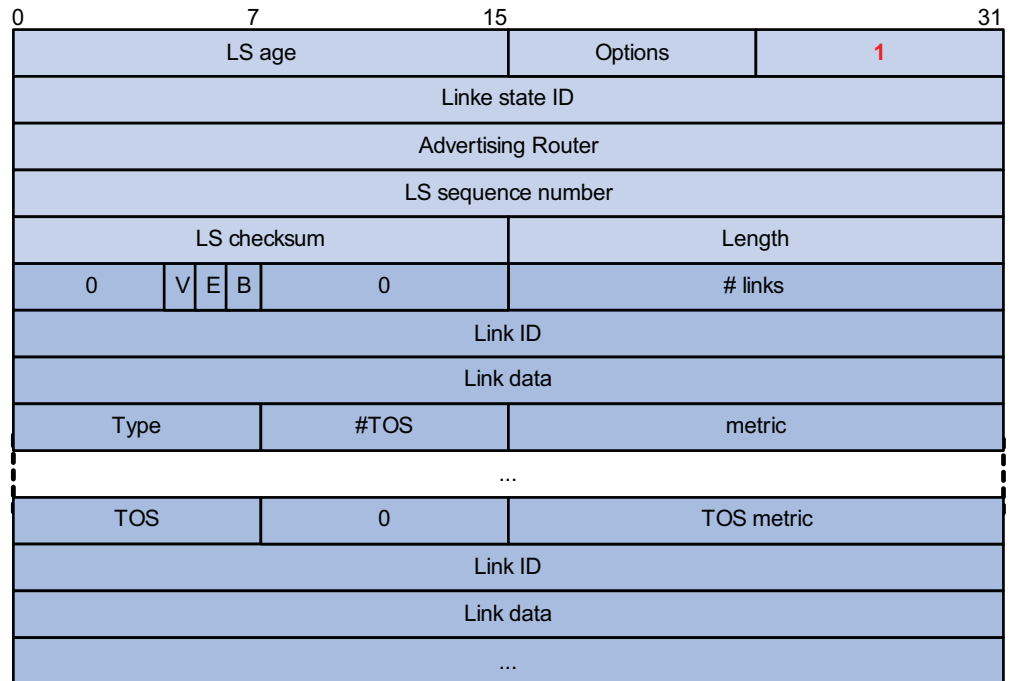 0 7 15 31
LS age Options 1
Linke state ID
Advertising Router
LS sequence number
LS checksum Length
0 V E B 0 # links
Link ID
Link data
Type #TOS metric
...
TOS 0 TOS metric
Link ID
Link data
...